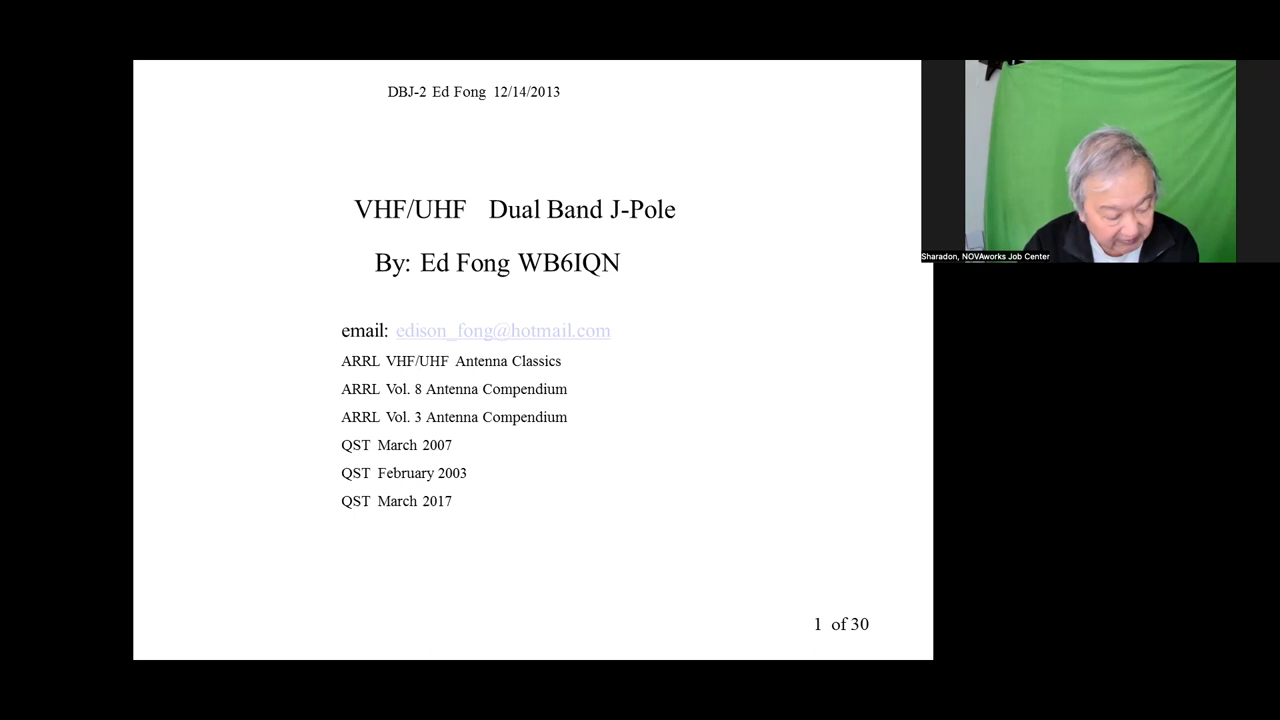 DBJ-2 Ed Fong 12/14/2013
VHF/UHF Dual Band J-Pole
By: Ed Fong WB6IQN
email: edison_fong@hotmail.com
ARRL VHF/UHF Antenna Classics
ARRL Vol. 8 Antenna Compendium
ARRL Vol. 3 Antenna Compendium
QST March 2007
QST February 2003
QST March 2017
1 of 30
Sharadon, NOVAworks Job Center